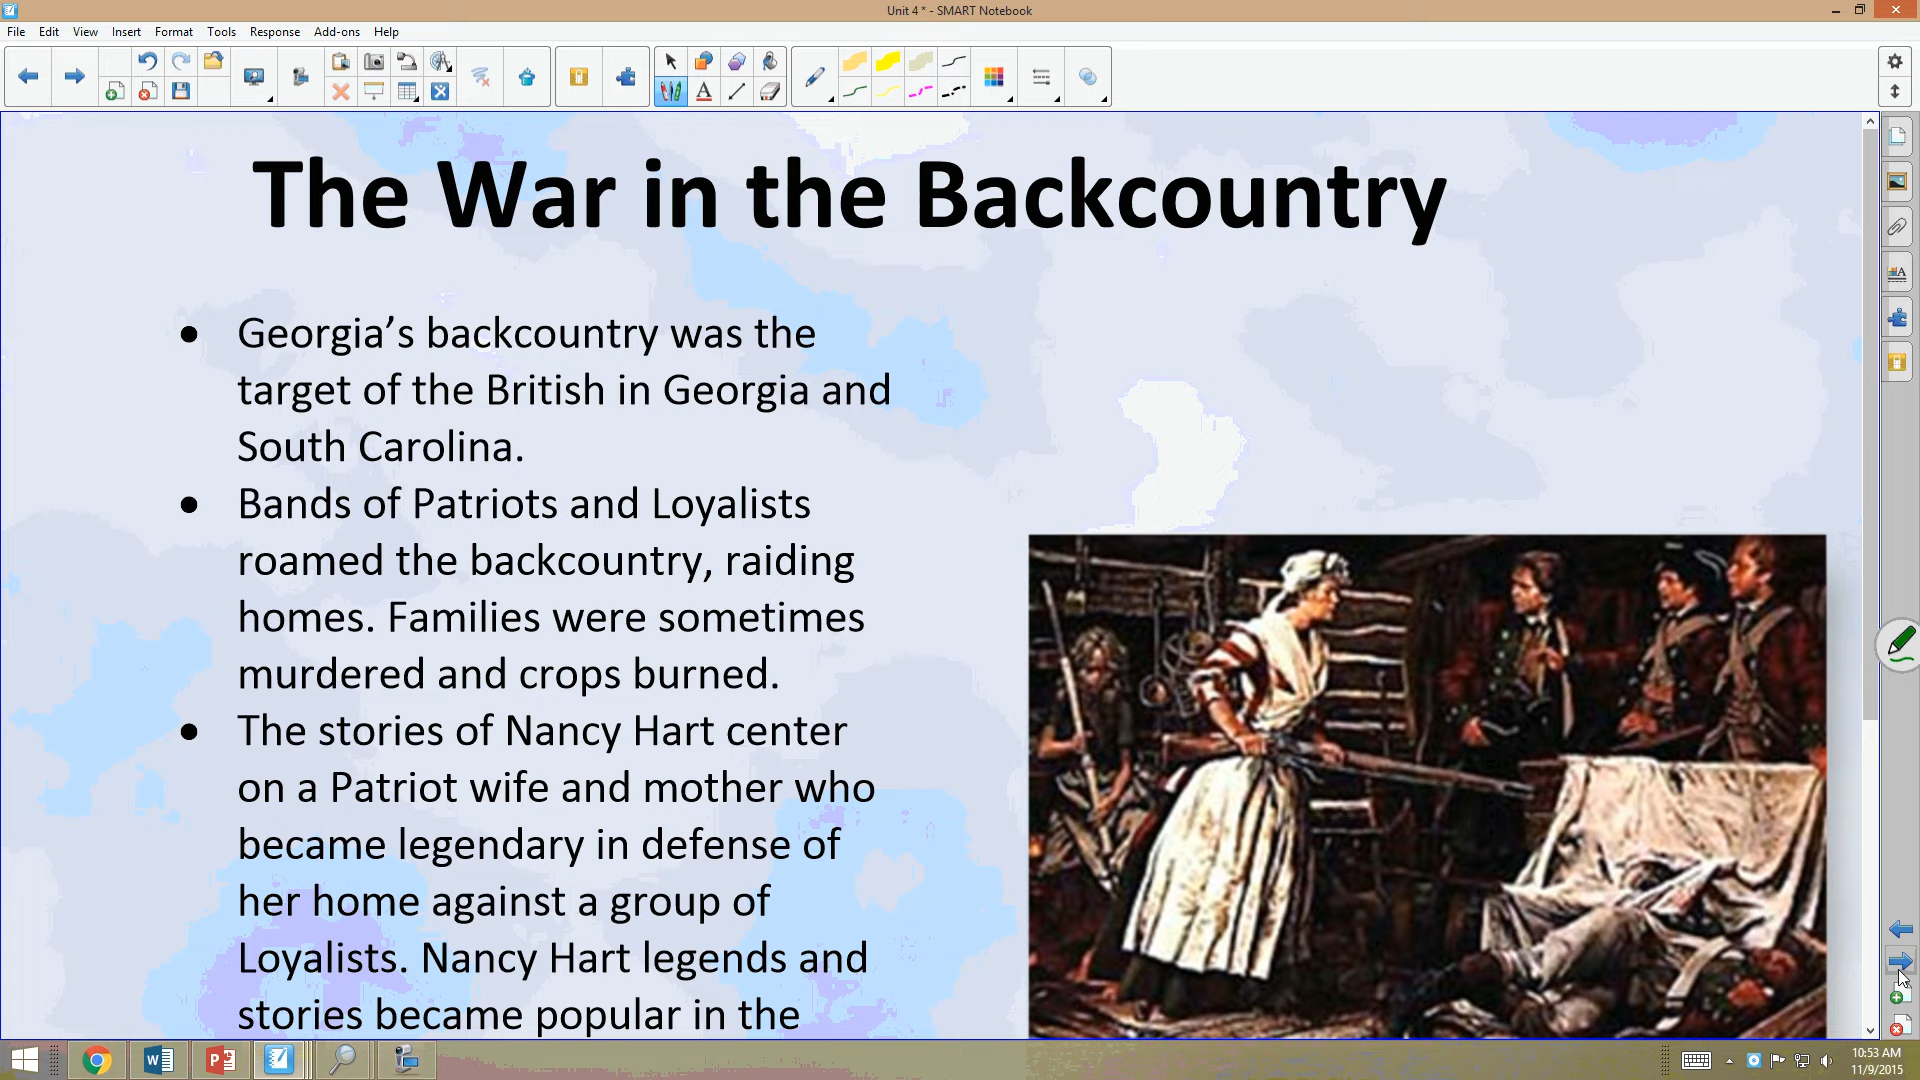 Unit 4 * - SMART Notebook
File Edit View Insert Format Tools Response Add-ons Help
The War in the Backcountry
• Georgia’s backcountry was the
target of the British in Georgia and
South Carolina.
• Bands of Patriots and Loyalists
roamed the backcountry, raiding
homes. Families were sometimes
murdered and crops burned.
• The stories of Nancy Hart center
on a Patriot wife and mother who
became legendary in defense of
her home against a group of
Loyalists. Nancy Hart legends and
stories became popular in the
10:53 AM
11/9/2015